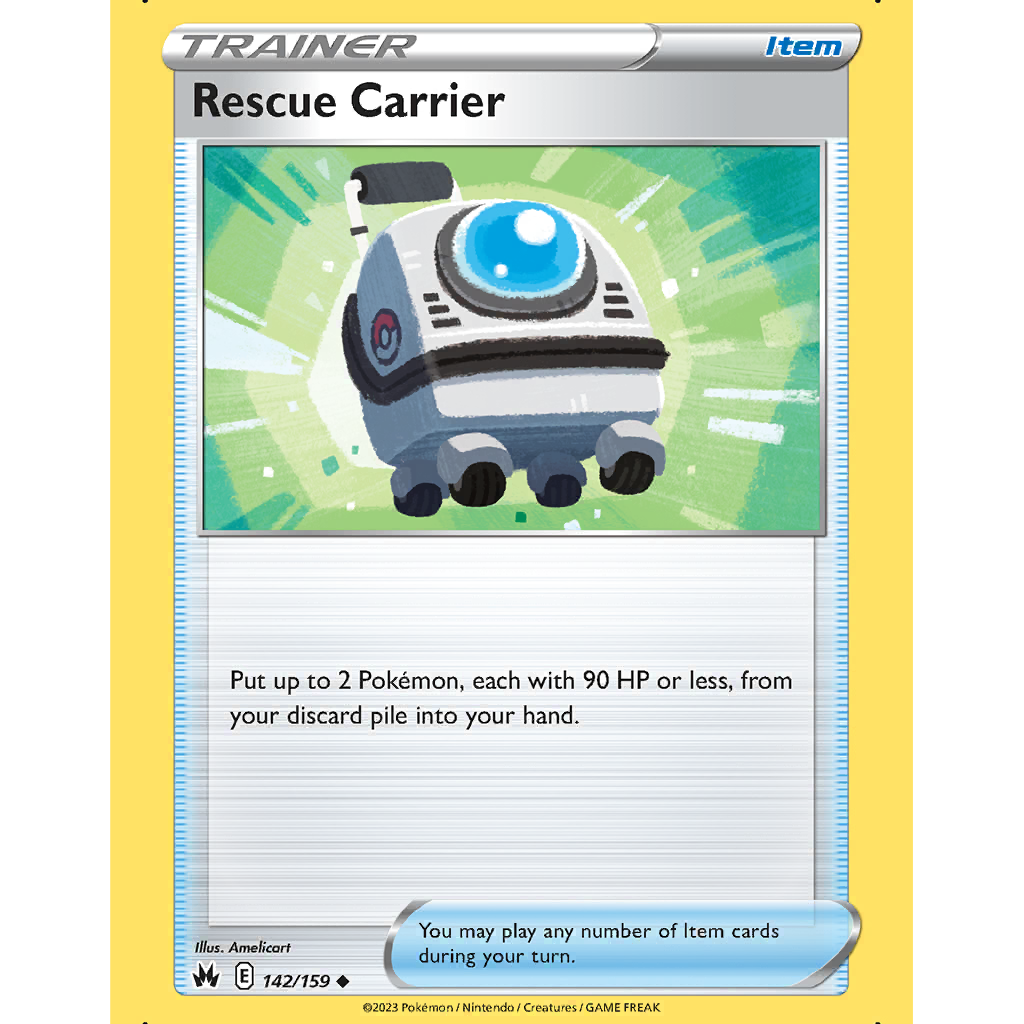 TRAINER
Item
Rescue Carrier
Put up to 2 Pokémon, each with 90 HP or less, from
your discard pile into your hand.
You may play any number of Item cards
during your turn.
Illus. Amelicart
E 142/159
©2023 Pokémon / Nintendo / Creatures / GAME FREAK